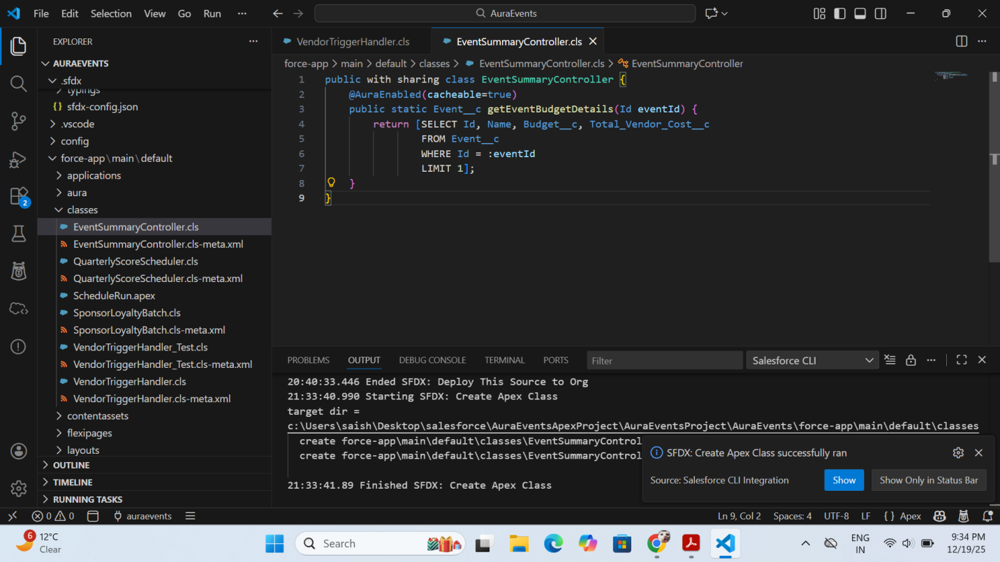 File Edit Selection View Go Run ···
AuraEvents
EXPLORER
AURAEVENTS
.sfdx
typings
{} sfdx-config.json
.vscode
config
force-app\main\default
applications
aura
classes
EventSummaryController.cls
EventSummaryController.cls-meta.xml
QuarterlyScoreScheduler.cls
QuarterlyScoreScheduler.cls-meta.xml
ScheduleRun.apex
SponsorLoyaltyBatch.cls
SponsorLoyaltyBatch.cls-meta.xml
VendorTriggerHandler_Test.cls
VendorTriggerHandler_Test.cls-meta.xml
VendorTriggerHandler.cls
VendorTriggerHandler.cls-meta.xml
contentassets
flexipages
layouts
OUTLINE
TIMELINE
RUNNING TASKS
2
VendorTriggerHandler.cls EventSummaryController.cls
force-app > main > default > classes > EventSummaryController.cls > EventSummaryController
1 public with sharing class EventSummaryController {
2 @AuraEnabled(cacheable=true)
3 public static Event__c getEventBudgetDetails(Id eventId) {
4 return [SELECT Id, Name, Budget__c, Total_Vendor_Cost__c
5 FROM Event__c
6 WHERE Id = :eventId
7 LIMIT 1];
8 }
9 }
PROBLEMS OUTPUT DEBUG CONSOLE TERMINAL PORTS Filter Salesforce CLI
20:40:33.446 Ended SFDX: Deploy This Source to Org
21:33:40.990 Starting SFDX: Create Apex Class
target dir =
c:\Users\saish\Desktop\salesforce\AuraEventsApexProject\AuraEventsProject\AuraEvents\force-app\main\default\classes
create force-app\main\default\classes\EventSummaryControl
create force-app\main\default\classes\EventSummaryControl
21:33:41.89 Finished SFDX: Create Apex Class
SFDX: Create Apex Class successfully ran
Source: Salesforce CLI Integration Show Show Only in Status Bar
0 0 auraevents Ln 9, Col 2 Spaces: 4 UTF-8 LF {} Apex
6 12°C
Clear
Search
ENG
IN
9:34 PM
12/19/25